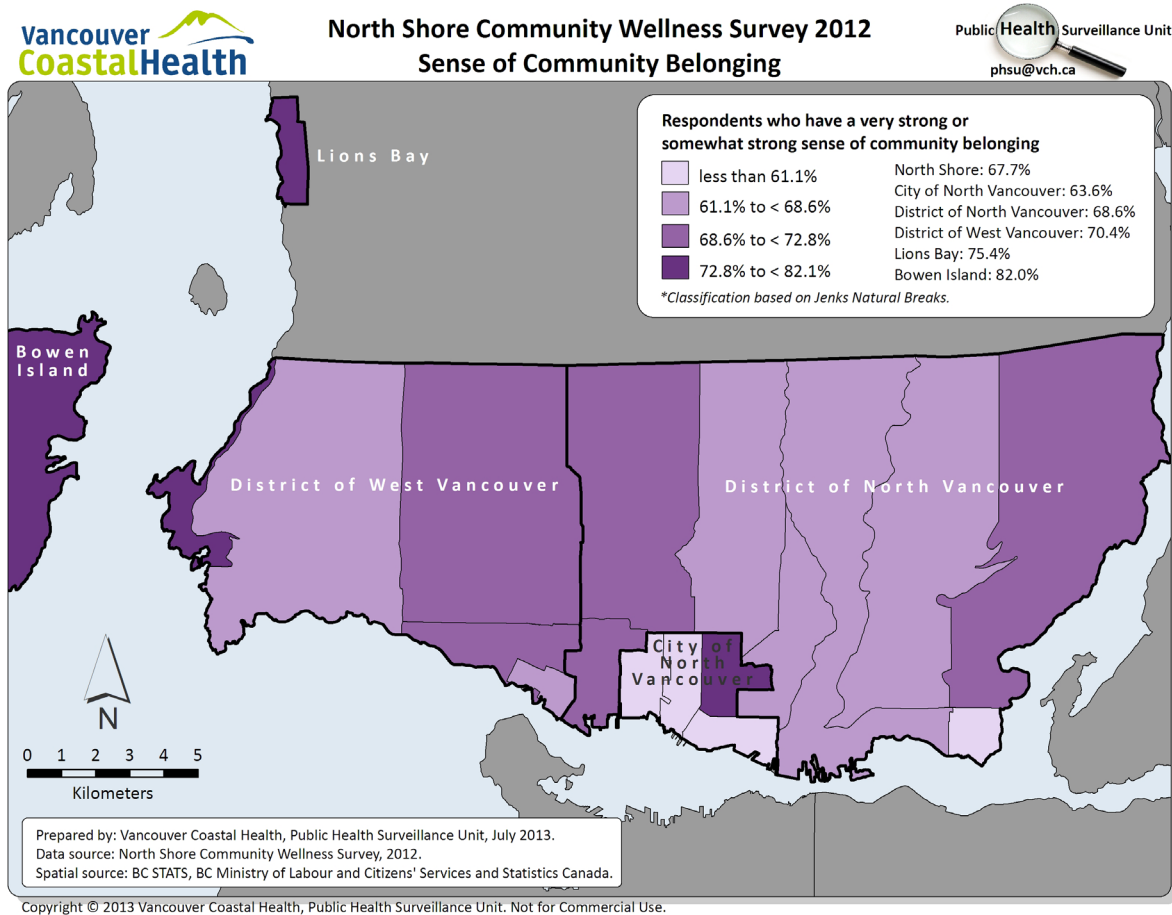 Vancouver
CoastalHealth
North Shore Community Wellness Survey 2012
Sense of Community Belonging
Public Health Surveillance Unit
phsu@vch.ca
Respondents who have a very strong or
somewhat strong sense of community belonging
less than 61.1%
61.1% to < 68.6%
68.6% to < 72.8%
72.8% to < 82.1%
North Shore: 67.7%
City of North Vancouver: 63.6%
District of North Vancouver: 68.6%
District of West Vancouver: 70.4%
Lions Bay: 75.4%
Bowen Island: 82.0%
*Classification based on Jenks Natural Breaks.
Lions Bay
Bowen
Island
District of West Vancouver
District of North Vancouver
City of
North
Vancouver
N
0 1 2 3 4 5
Kilometers
Prepared by: Vancouver Coastal Health, Public Health Surveillance Unit, July 2013.
Data source: North Shore Community Wellness Survey, 2012.
Spatial source: BC STATS, BC Ministry of Labour and Citizens' Services and Statistics Canada.
Copyright © 2013 Vancouver Coastal Health, Public Health Surveillance Unit. Not for Commercial Use.